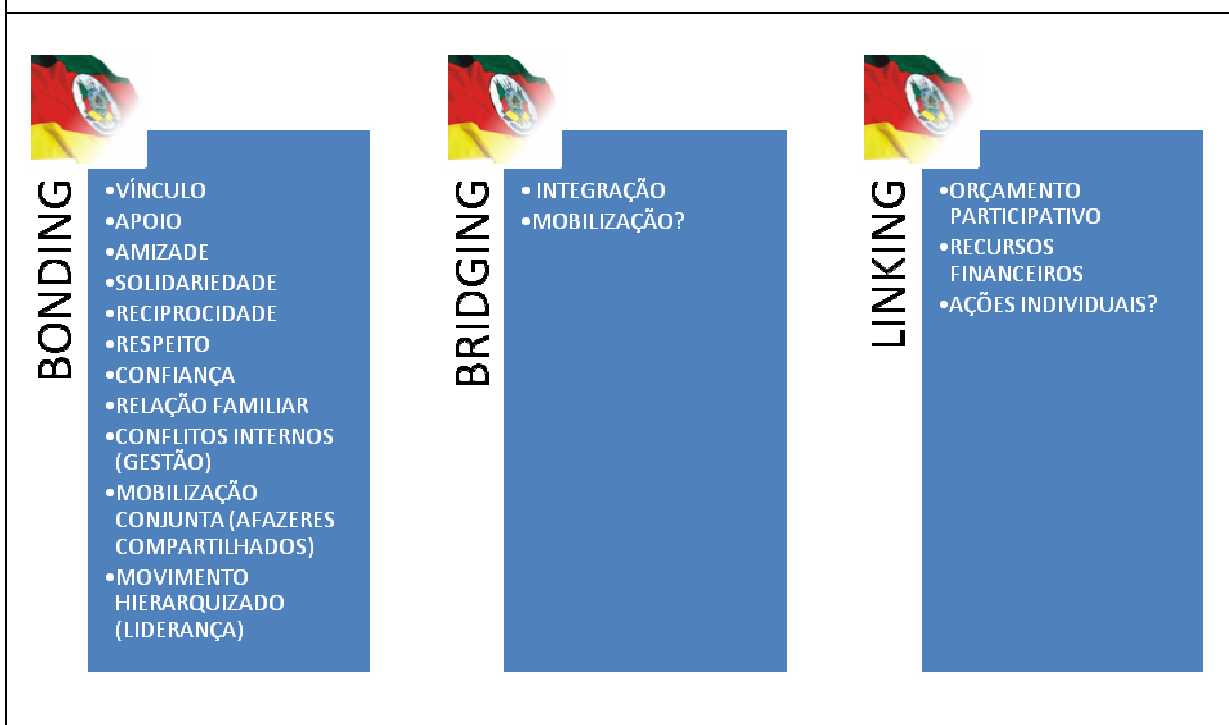 BONDING
•VÍNCULO
•APOIO
•AMIZADE
•SOLIDARIEDADE
•RECIPROCIDADE
•RESPEITO
•CONFIANÇA
•RELAÇÃO FAMILIAR
•CONFLITOS INTERNOS
(GESTÃO)
•MOBILIZAÇÃO
CONJUNTA (AFAZERES
COMPARTILHADOS)
•MOVIMENTO
HIERARQUIZADO
(LIDERANÇA)
BRIDGING
• INTEGRAÇÃO
•MOBILIZAÇÃO?
LINKING
•ORÇAMENTO
PARTICIPATIVO
•RECURSOS
FINANCEIROS
•AÇÕES INDIVIDUAIS?